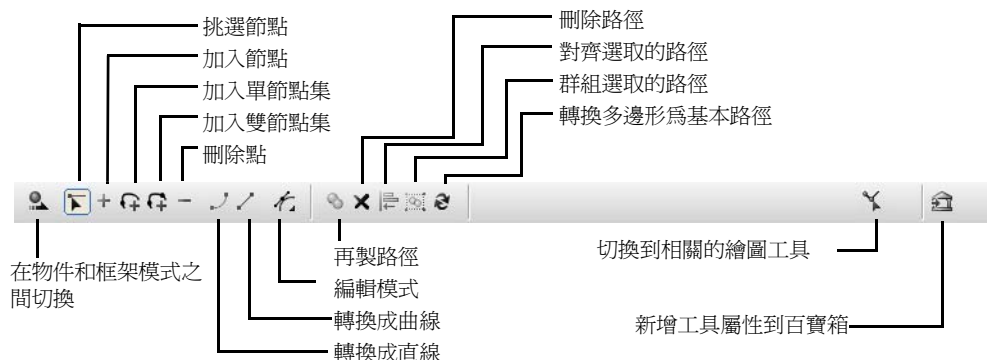 挑選節點
加入節點
加入單節點集
加入雙節點集
刪除點
刪除路徑
對齊選取的路徑
群組選取的路徑
轉換多邊形為基本路徑
在物件和框架模式之
間切換
再製路徑
編輯模式
轉換成曲線
轉換成直線
切換到相關的繪圖工具
新增工具屬性到百寶箱